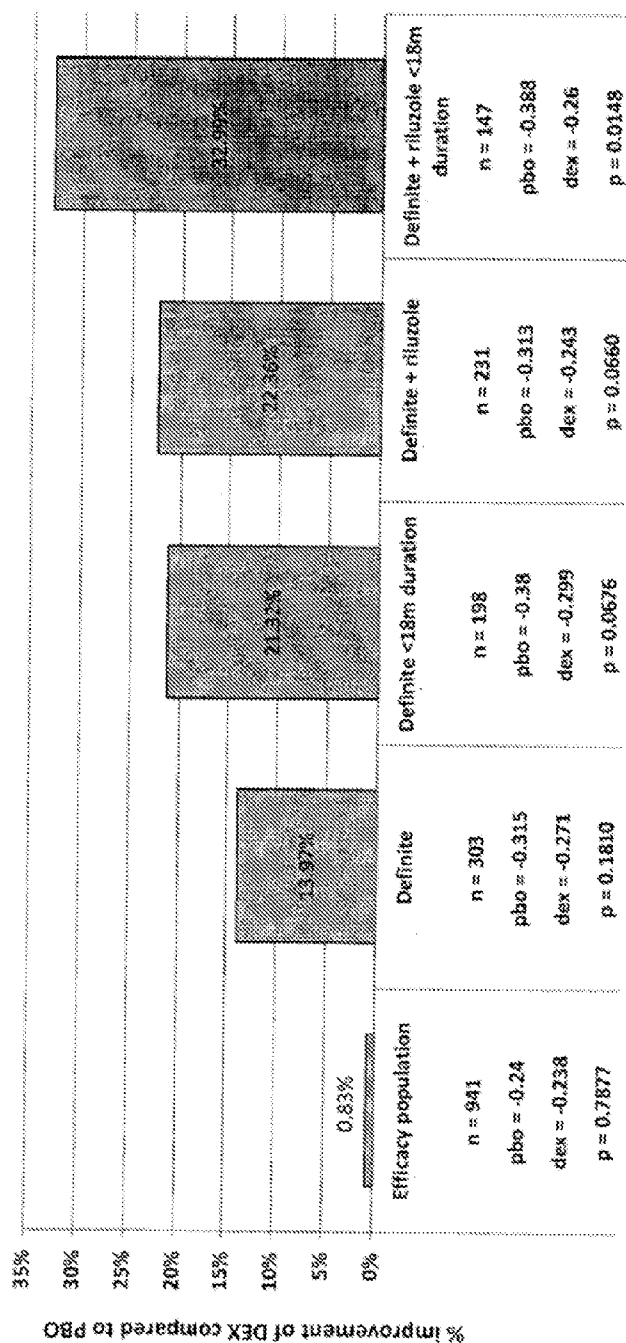 % improvement of DEX compared to PBO
35%
30%
25%
20%
15%
10%
5%
0%
0.83%
13.97%
21.32%
22.36%
32.99%
Efficacy population
n = 941
pbo = -0.24
dex = -0.238
p = 0.7877
Definite
n = 303
pbo = -0.315
dex = -0.271
p = 0.1810
Definite <18m duration
n = 198
pbo = -0.38
dex = -0.299
p = 0.0676
Definite + riluzole
n = 231
pbo = -0.313
dex = -0.243
p = 0.0660
Definite + riluzole <18m
duration
n = 147
pbo = -0.388
dex = -0.26
p = 0.0148